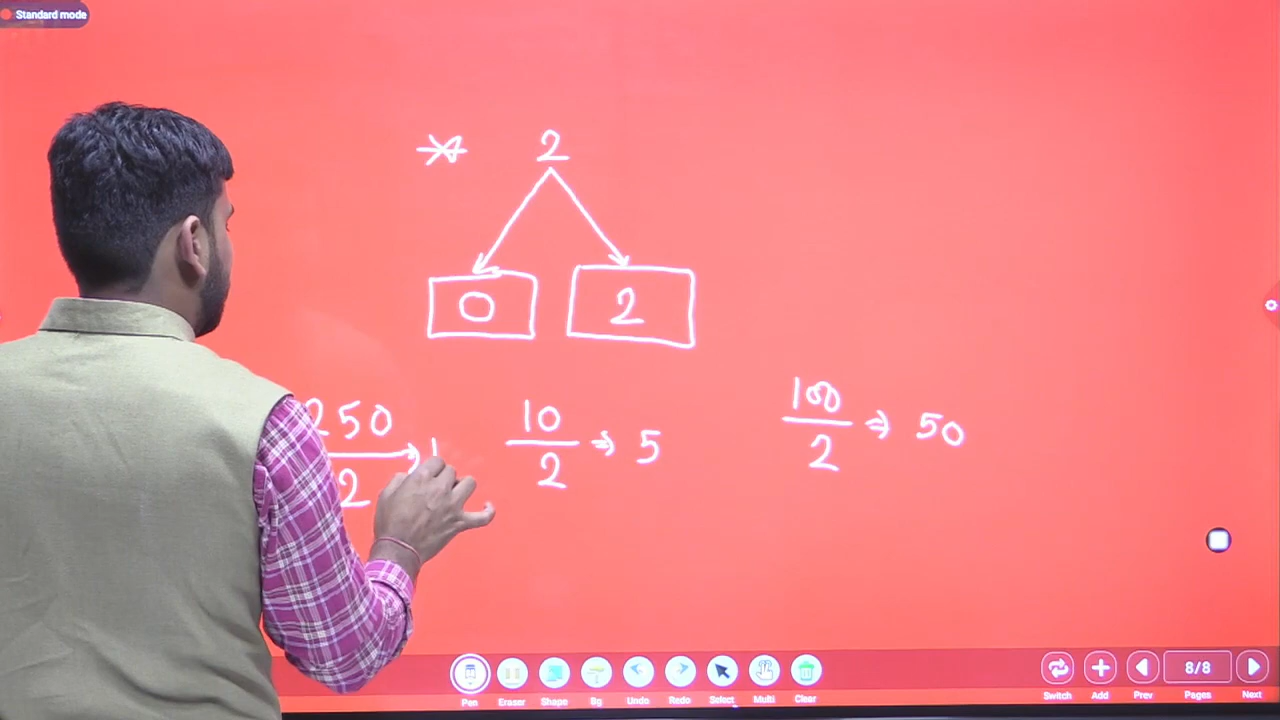 Standard mode
2
0 2
250/2 → 1
10/2 ⇒ 5
100/2 ⇒ 50
8/8
Pen Eraser Shape Bg Undo Redo Select Multi Clear Switch Add Prev Pages Next